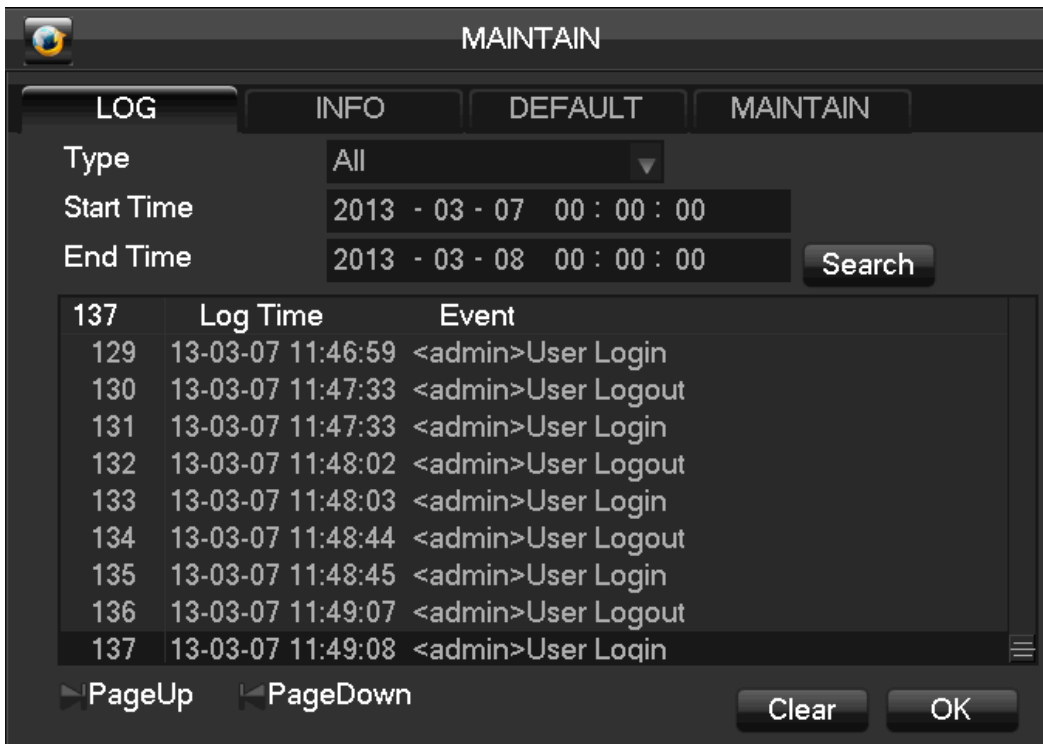 MAINTAIN
LOG INFO DEFAULT MAINTAIN
Type All
Start Time 2013 - 03 - 07 00 : 00 : 00
End Time 2013 - 03 - 08 00 : 00 : 00 Search
137 Log Time Event
129 13-03-07 11:46:59 <admin>User Login
130 13-03-07 11:47:33 <admin>User Logout
131 13-03-07 11:47:33 <admin>User Login
132 13-03-07 11:48:02 <admin>User Logout
133 13-03-07 11:48:03 <admin>User Login
134 13-03-07 11:48:44 <admin>User Logout
135 13-03-07 11:48:45 <admin>User Login
136 13-03-07 11:49:07 <admin>User Logout
137 13-03-07 11:49:08 <admin>User Login
PageUp PageDown Clear OK